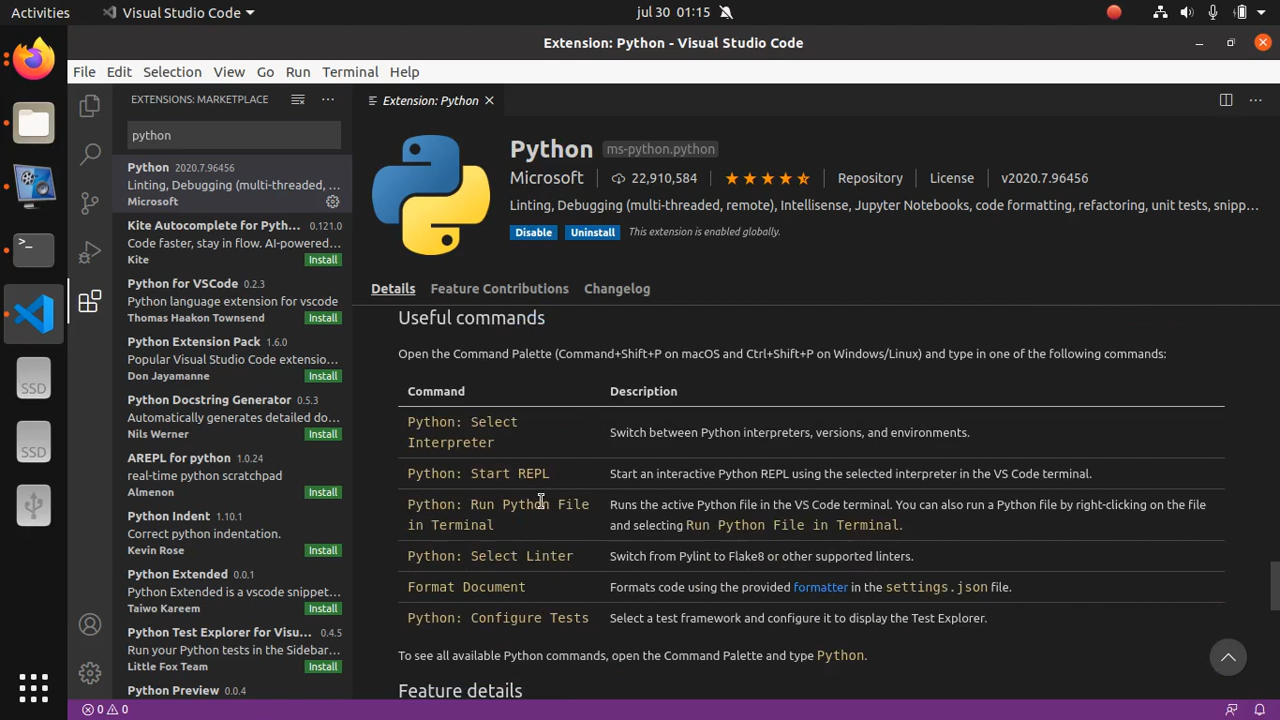 Activities
Visual Studio Code
jul 30 01:15
Extension: Python - Visual Studio Code
File Edit Selection View Go Run Terminal Help
EXTENSIONS: MARKETPLACE
python
Python 2020.7.96456
Linting, Debugging (multi-threaded, ...
Microsoft
Kite Autocomplete for Pyth... 0.121.0
Code faster, stay in flow. AI-powered...
Kite Install
Python for VSCode 0.2.3
Python language extension for vscode
Thomas Haakon Townsend Install
Python Extension Pack 1.6.0
Popular Visual Studio Code extensio...
Don Jayamanne Install
Python Docstring Generator 0.5.3
Automatically generates detailed do...
Nils Werner Install
AREPL for python 1.0.24
real-time python scratchpad
Almenon Install
Python Indent 1.10.1
Correct python indentation.
Kevin Rose Install
Python Extended 0.0.1
Python Extended is a vscode snippet...
Taiwo Kareem Install
Python Test Explorer for Visu... 0.4.5
Run your Python tests in the Sidebar...
Little Fox Team Install
Python Preview 0.0.4
Extension: Python
Python ms-python.python
Microsoft 22,910,584 Repository License v2020.7.96456
Linting, Debugging (multi-threaded, remote), Intellisense, Jupyter Notebooks, code formatting, refactoring, unit tests, snipp...
Disable Uninstall This extension is enabled globally.
Details Feature Contributions Changelog
Useful commands
Open the Command Palette (Command+Shift+P on macOS and Ctrl+Shift+P on Windows/Linux) and type in one of the following commands:
Command Description
Python: Select
Interpreter
Switch between Python interpreters, versions, and environments.
Python: Start REPL Start an interactive Python REPL using the selected interpreter in the VS Code terminal.
Python: Run Python File
in Terminal
Runs the active Python file in the VS Code terminal. You can also run a Python file by right-clicking on the file
and selecting Run Python File in Terminal.
Python: Select Linter Switch from Pylint to Flake8 or other supported linters.
Format Document Formats code using the provided formatter in the settings.json file.
Python: Configure Tests Select a test framework and configure it to display the Test Explorer.
To see all available Python commands, open the Command Palette and type Python.
Feature details
SSD
SSD
0 0